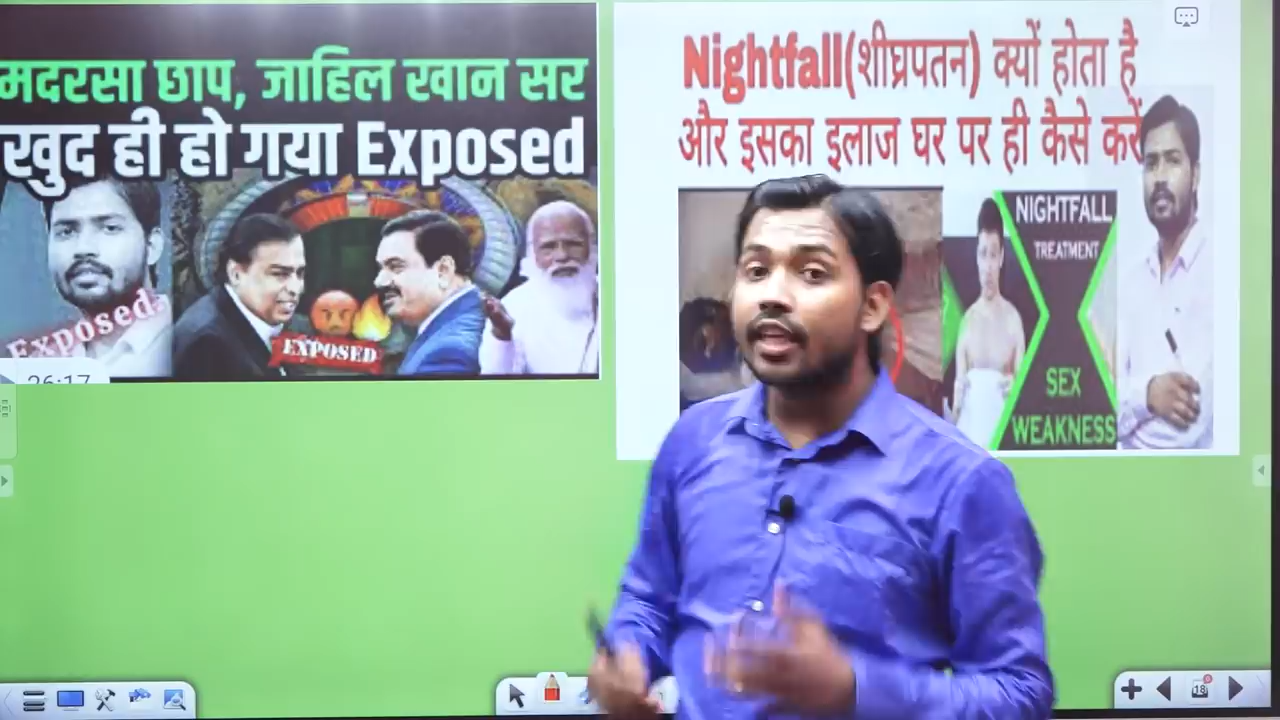 मदरसा छाप, जाहिल खान सर
खुद ही हो गया Exposed
Exposed.
EXPOSED
26:17
Nightfall(शीघ्रपतन) क्यों होता है
और इसका इलाज घर पर ही कैसे करें
NIGHTFALL
TREATMENT
SEX
WEAKNESS
18